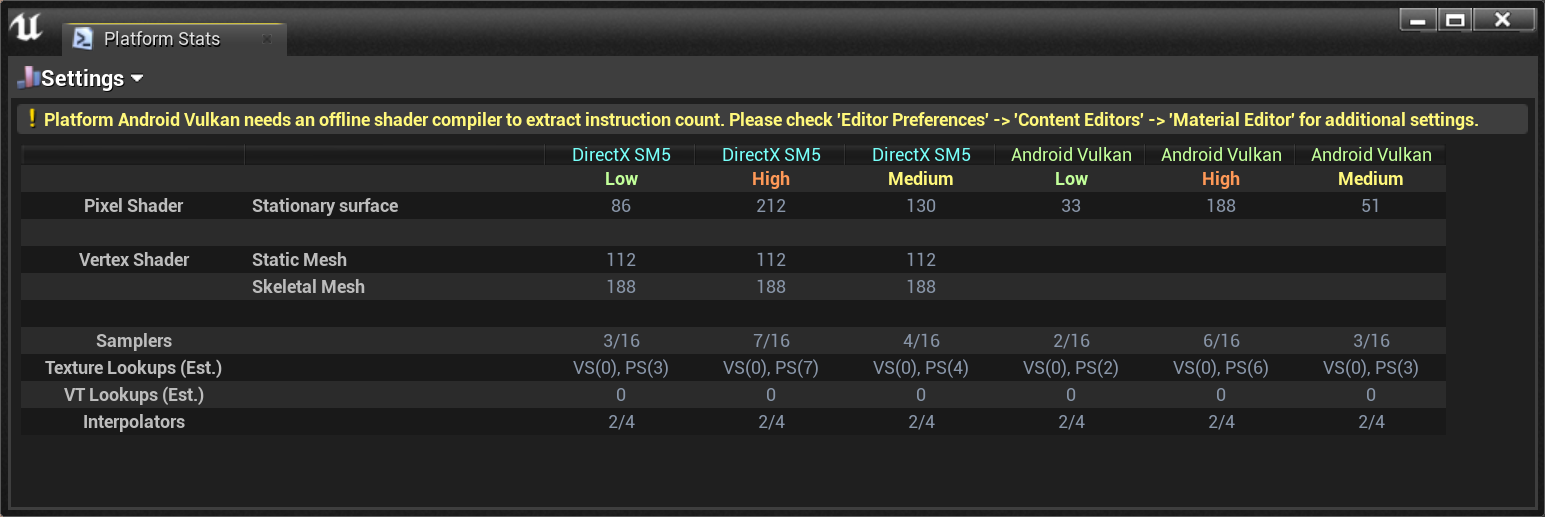 Platform Stats
Settings
! Platform Android Vulkan needs an offline shader compiler to extract instruction count. Please check 'Editor Preferences' -> 'Content Editors' -> 'Material Editor' for additional settings.
DirectX SM5 DirectX SM5 DirectX SM5 Android Vulkan Android Vulkan Android Vulkan
Low High Medium Low High Medium
Pixel Shader Stationary surface 86 212 130 33 188 51
Vertex Shader Static Mesh 112 112 112
Skeletal Mesh 188 188 188
Samplers 3/16 7/16 4/16 2/16 6/16 3/16
Texture Lookups (Est.) VS(0), PS(3) VS(0), PS(7) VS(0), PS(4) VS(0), PS(2) VS(0), PS(6) VS(0), PS(3)
VT Lookups (Est.) 0 0 0 0 0 0
Interpolators 2/4 2/4 2/4 2/4 2/4 2/4